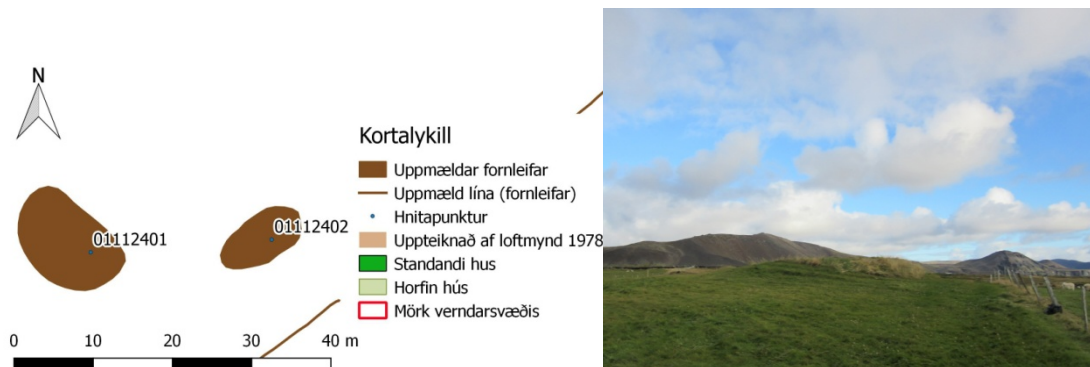 N
01112401
01112402
Kortalykill
Uppmældar fornleifar
Uppmæld lína (fornleifar)
Hnitapunktur
Uppteiknað af loftmynd 1978
Standandi hus
Horfin hús
Mörk verndarsvæðis
0 10 20 30 40 m